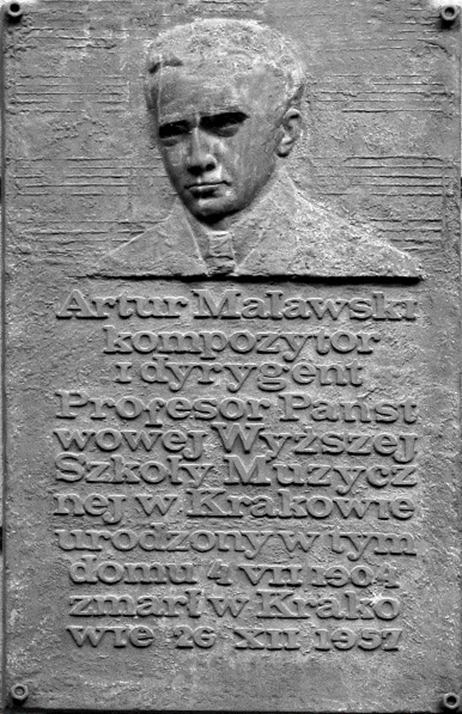 Artur Malawski
kompozytor
i dyrygent
Profesor Państ
wowej Wyższej
Szkoły Muzycz
nej w Krakowie
urodzony w tym
domu 4 VII 1904
zmarł w Krako
wie 26 XII 1957